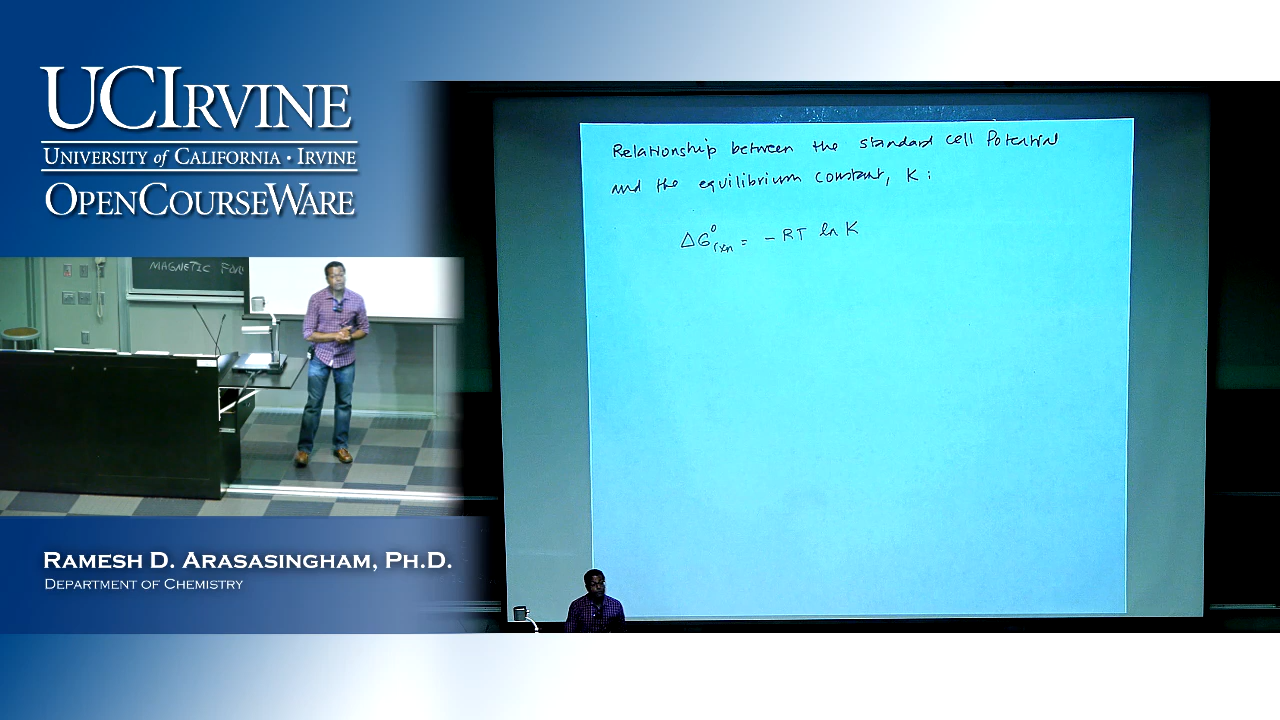 UCIRVINE
UNIVERSITY of CALIFORNIA · IRVINE
OPENCOURSEWARE
MAGNETIC
RAMESH D. ARASASINGHAM, PH.D.
DEPARTMENT OF CHEMISTRY
Relationship between the standard cell Potential
and the equilibrium constant, K :
ΔG°rxn = - RT ln K